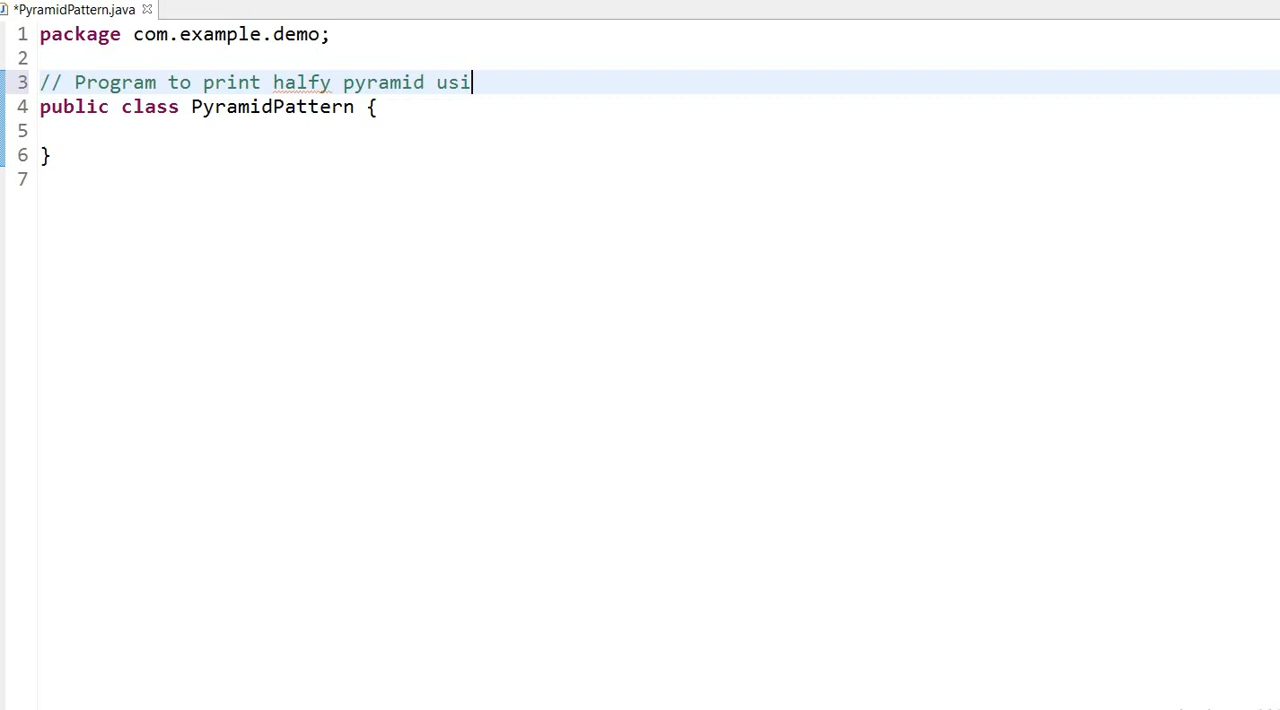 *PyramidPattern.java
1 package com.example.demo;
2
3 // Program to print halfy pyramid usi
4 public class PyramidPattern {
5
6 }
7